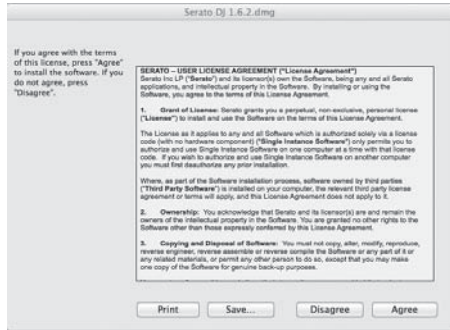 Serato DJ 1.6.2.dmg
If you agree with the terms
of this license, press "Agree"
to install the software. If you
do not agree, press
"Disagree".
SERATO – USER LICENSE AGREEMENT ("License Agreement")
Serato Inc LP ("Serato") and its licensor(s) own the Software, being any and all Serato
applications, and intellectual property in the Software. By installing or using the
Software, you agree to the terms of this License Agreement.
1. Grant of License: Serato grants you a perpetual, non-exclusive, personal license
("License") to install and use the Software on the terms of this License Agreement.
The License as it applies to any and all Software which is authorized solely via a license
code (with no hardware component) ("Single Instance Software") only permits you to
authorize and use Single Instance Software on one computer at a time with that license
code. If you wish to authorize and use Single Instance Software on another computer
you must first deauthorize any prior installation.
Where, as part of the Software installation process, software owned by third parties
("Third Party Software") is installed on your computer, the relevant third party license
agreement or terms will apply, and this License Agreement does not apply to it.
2. Ownership: You acknowledge that Serato and its licensor(s) are and remain the
owners of the intellectual property in the Software. You are granted no other rights to the
Software other than those expressly conferred by this License Agreement.
3. Copying and Disposal of Software: You must not copy, alter, modify, reproduce,
reverse engineer, reverse assemble or reverse compile the Software or any part of it or
any related materials, or permit any other person to do so, except that you may make
one copy of the Software for genuine back-up purposes.
Print
Save...
Disagree
Agree